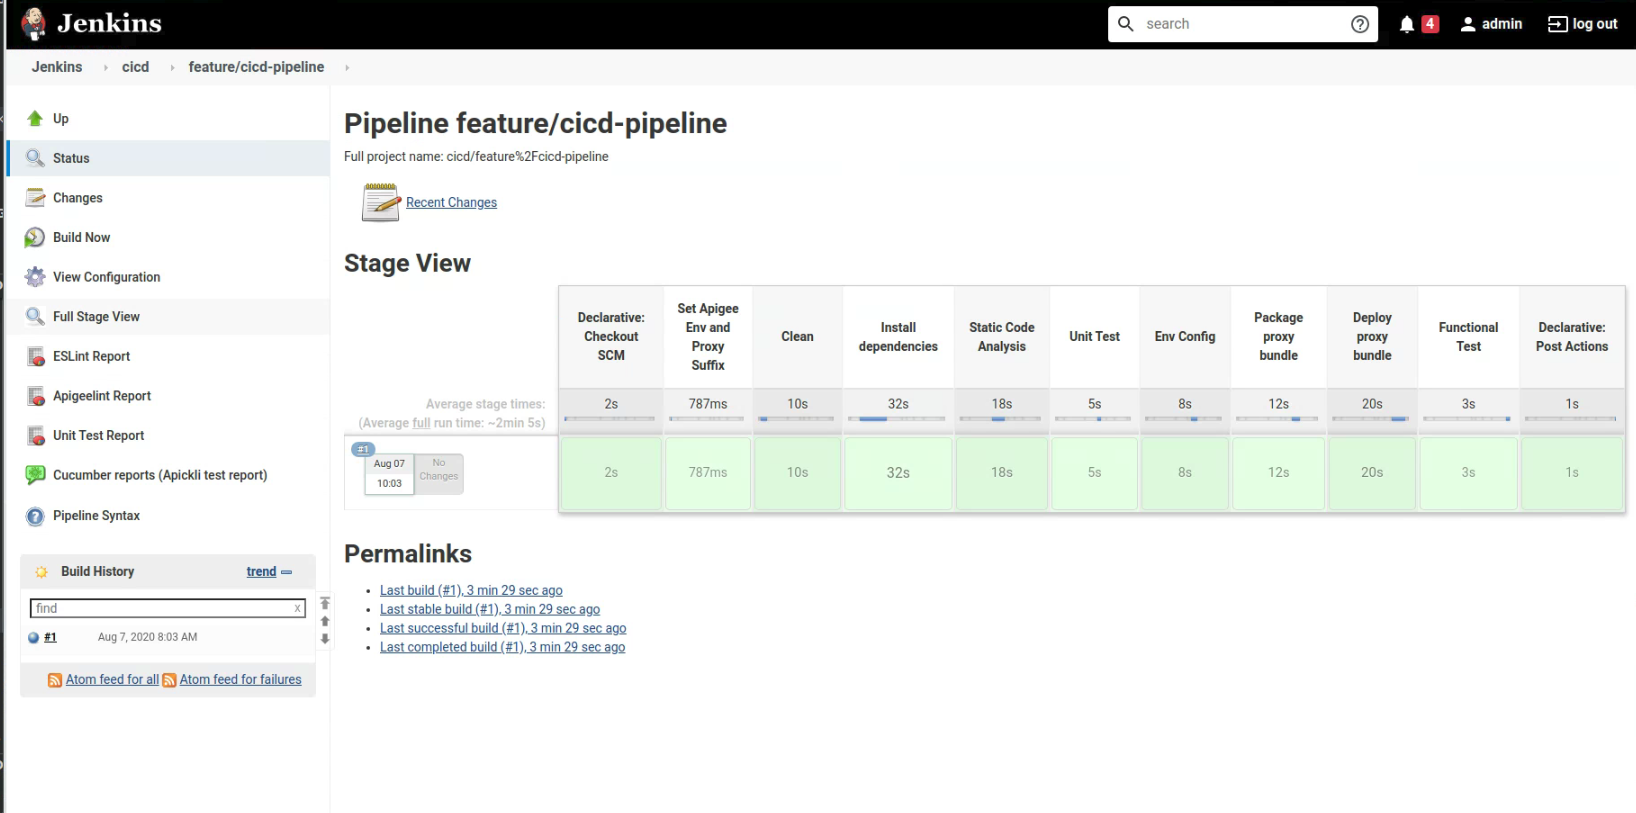 Jenkins
search
4
admin
log out
Jenkins
cicd
feature/cicd-pipeline
Up
Status
Changes
Build Now
View Configuration
Full Stage View
ESLint Report
Apigeelint Report
Unit Test Report
Cucumber reports (Apickli test report)
Pipeline Syntax
Build History
trend
find
x
#1
Aug 7, 2020 8:03 AM
Atom feed for all
Atom feed for failures
Pipeline feature/cicd-pipeline
Full project name: cicd/feature%2Fcicd-pipeline
Recent Changes
Stage View
Declarative:
Checkout
SCM
Set Apigee
Env and
Proxy
Suffix
Clean
Install
dependencies
Static Code
Analysis
Unit Test
Env Config
Package
proxy
bundle
Deploy
proxy
bundle
Functional
Test
Declarative:
Post Actions
Average stage times:
(Average full run time: ~2min 5s)
2s
787ms
10s
32s
18s
5s
8s
12s
20s
3s
1s
#1
Aug 07
10:03
No
Changes
2s
787ms
10s
32s
18s
5s
8s
12s
20s
3s
1s
Permalinks
Last build (#1), 3 min 29 sec ago
Last stable build (#1), 3 min 29 sec ago
Last successful build (#1), 3 min 29 sec ago
Last completed build (#1), 3 min 29 sec ago